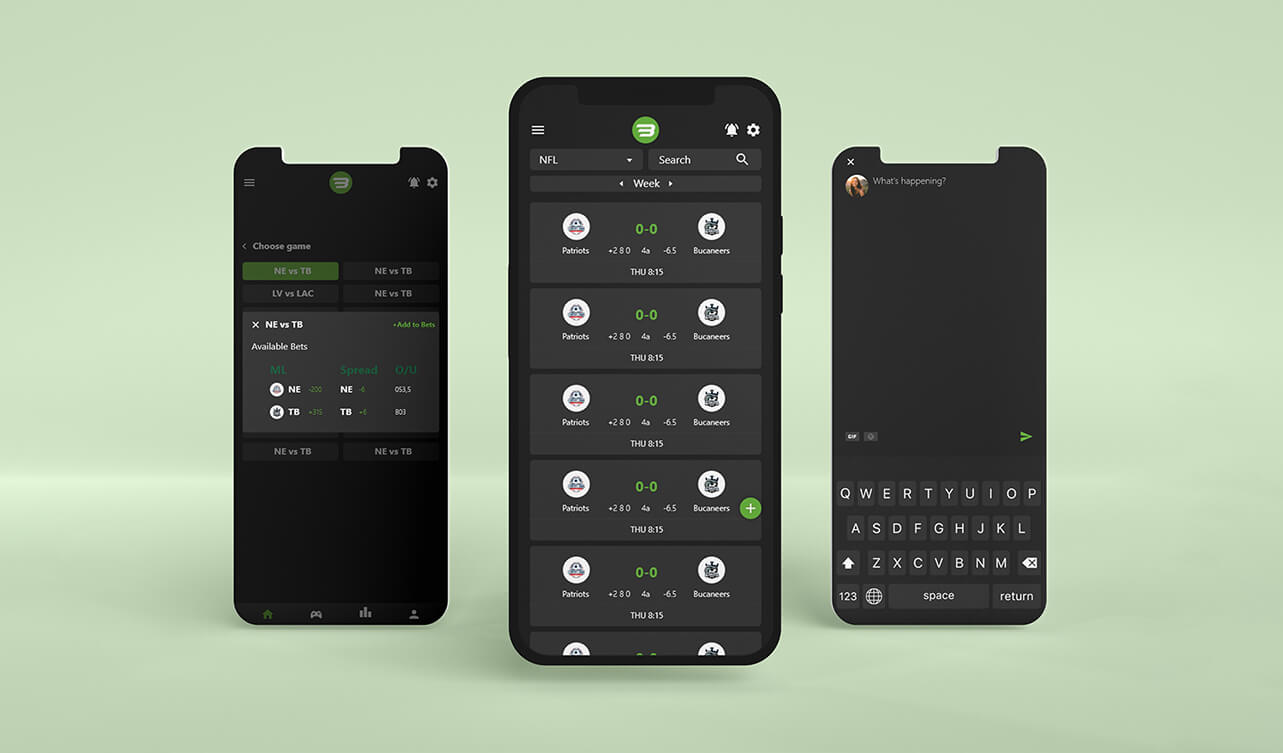 Choose game
NE vs TB NE vs TB
LV vs LAC NE vs TB
NE vs TB +Add to Bets
Available Bets
ML Spread O/U
NE -200 NE -6 O53,5
TB +315 TB +6 B03
NE vs TB NE vs TB
NFL Search
Week
0-0
Patriots +2 8 0 4a -6.5 Bucaneers
THU 8:15
0-0
Patriots +2 8 0 4a -6.5 Bucaneers
THU 8:15
0-0
Patriots +2 8 0 4a -6.5 Bucaneers
THU 8:15
0-0
Patriots +2 8 0 4a -6.5 Bucaneers
THU 8:15
0-0
Patriots +2 8 0 4a -6.5 Bucaneers
THU 8:15
0-0
What's happening?
GIF
Q W E R T Y U I O P
A S D F G H J K L
Z X C V B N M
123 space return